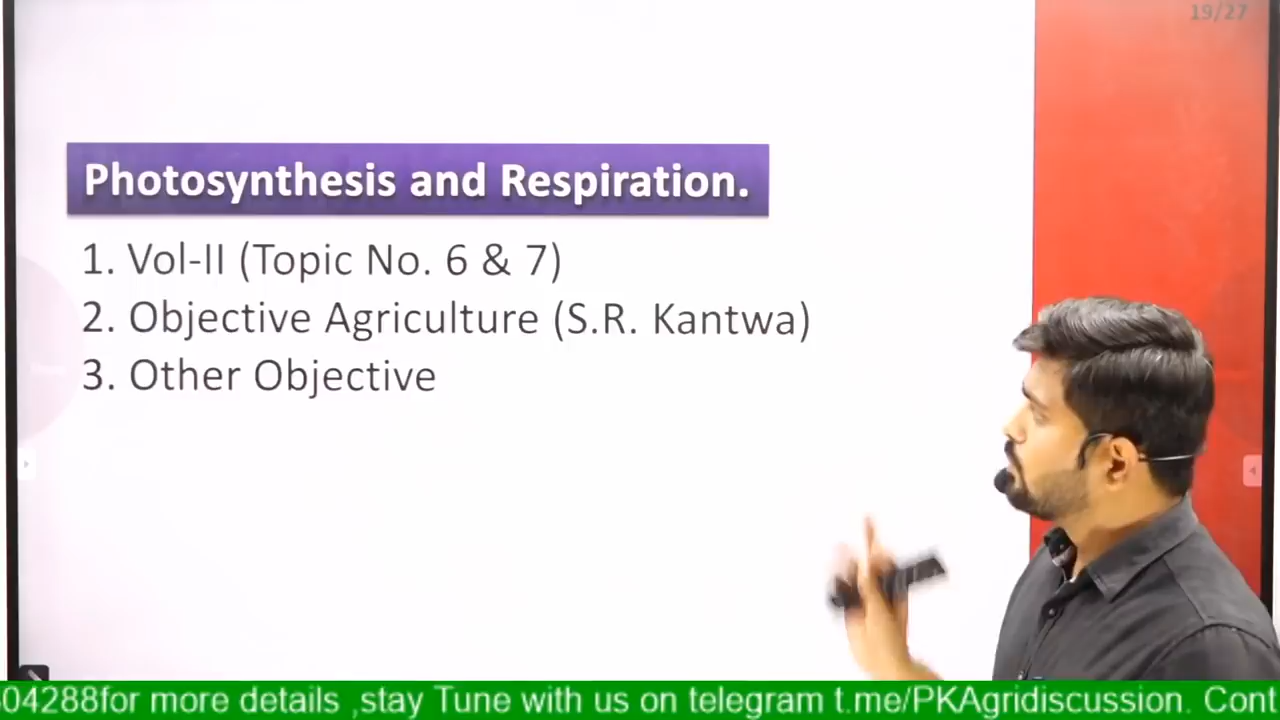 19/27
Photosynthesis and Respiration.
1. Vol-II (Topic No. 6 & 7)
2. Objective Agriculture (S.R. Kantwa)
3. Other Objective
04288for more details ,stay Tune with us on telegram t.me/PKAgridiscussion. Cont